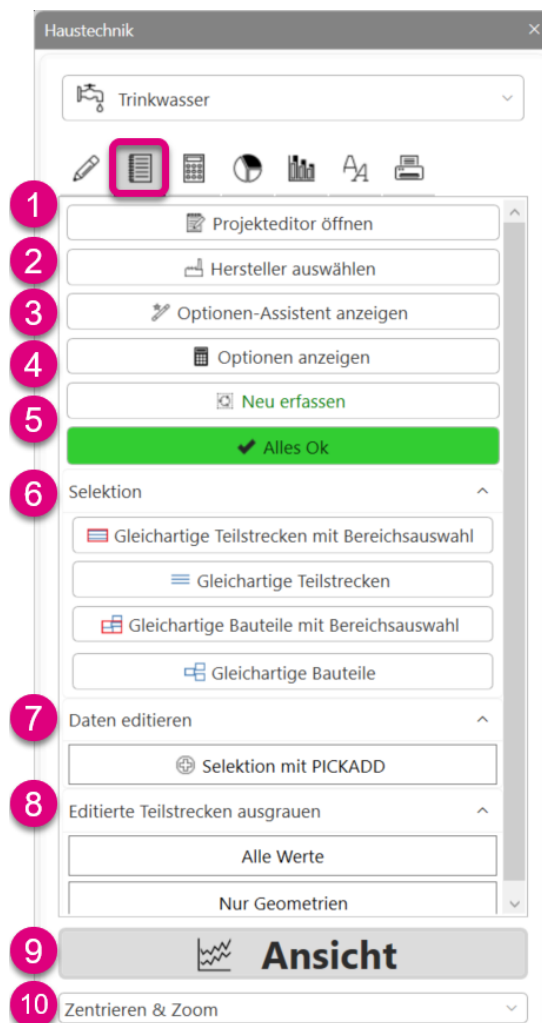 Haustechnik
Trinkwasser
1
Projekteditor öffnen
2
Hersteller auswählen
3
Optionen-Assistent anzeigen
4
Optionen anzeigen
Neu erfassen
5
Alles Ok
6
Selektion
Gleichartige Teilstrecken mit Bereichsauswahl
Gleichartige Teilstrecken
Gleichartige Bauteile mit Bereichsauswahl
Gleichartige Bauteile
7
Daten editieren
Selektion mit PICKADD
8
Editierte Teilstrecken ausgrauen
Alle Werte
Nur Geometrien
9
Ansicht
10
Zentrieren & Zoom